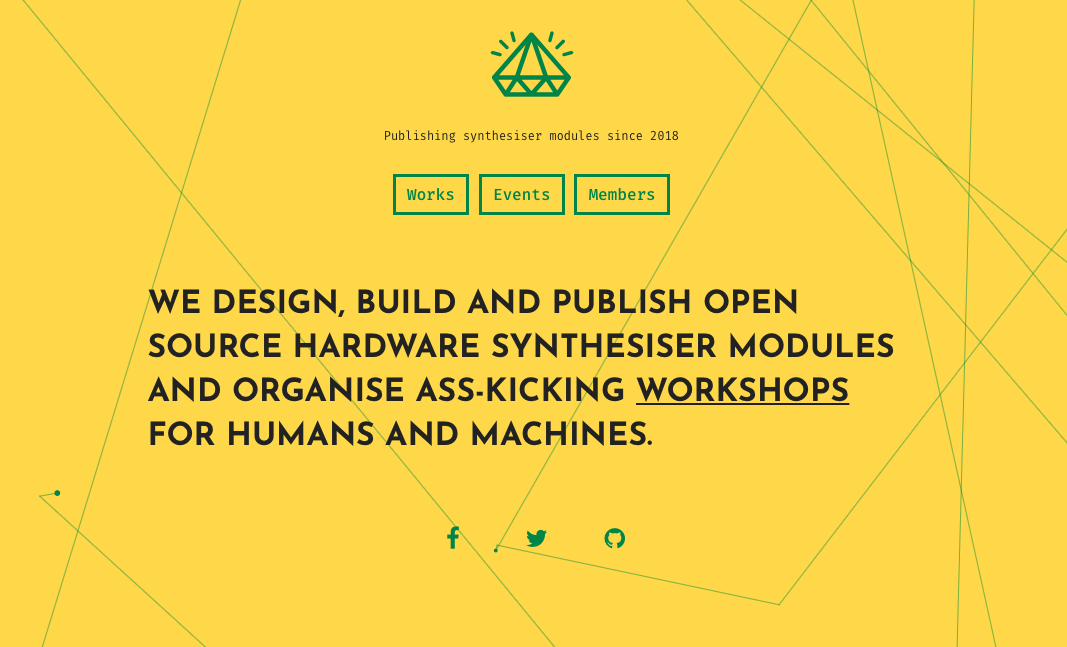 Publishing synthesiser modules since 2018
Works Events Members
WE DESIGN, BUILD AND PUBLISH OPEN
SOURCE HARDWARE SYNTHESISER MODULES
AND ORGANISE ASS-KICKING WORKSHOPS
FOR HUMANS AND MACHINES.